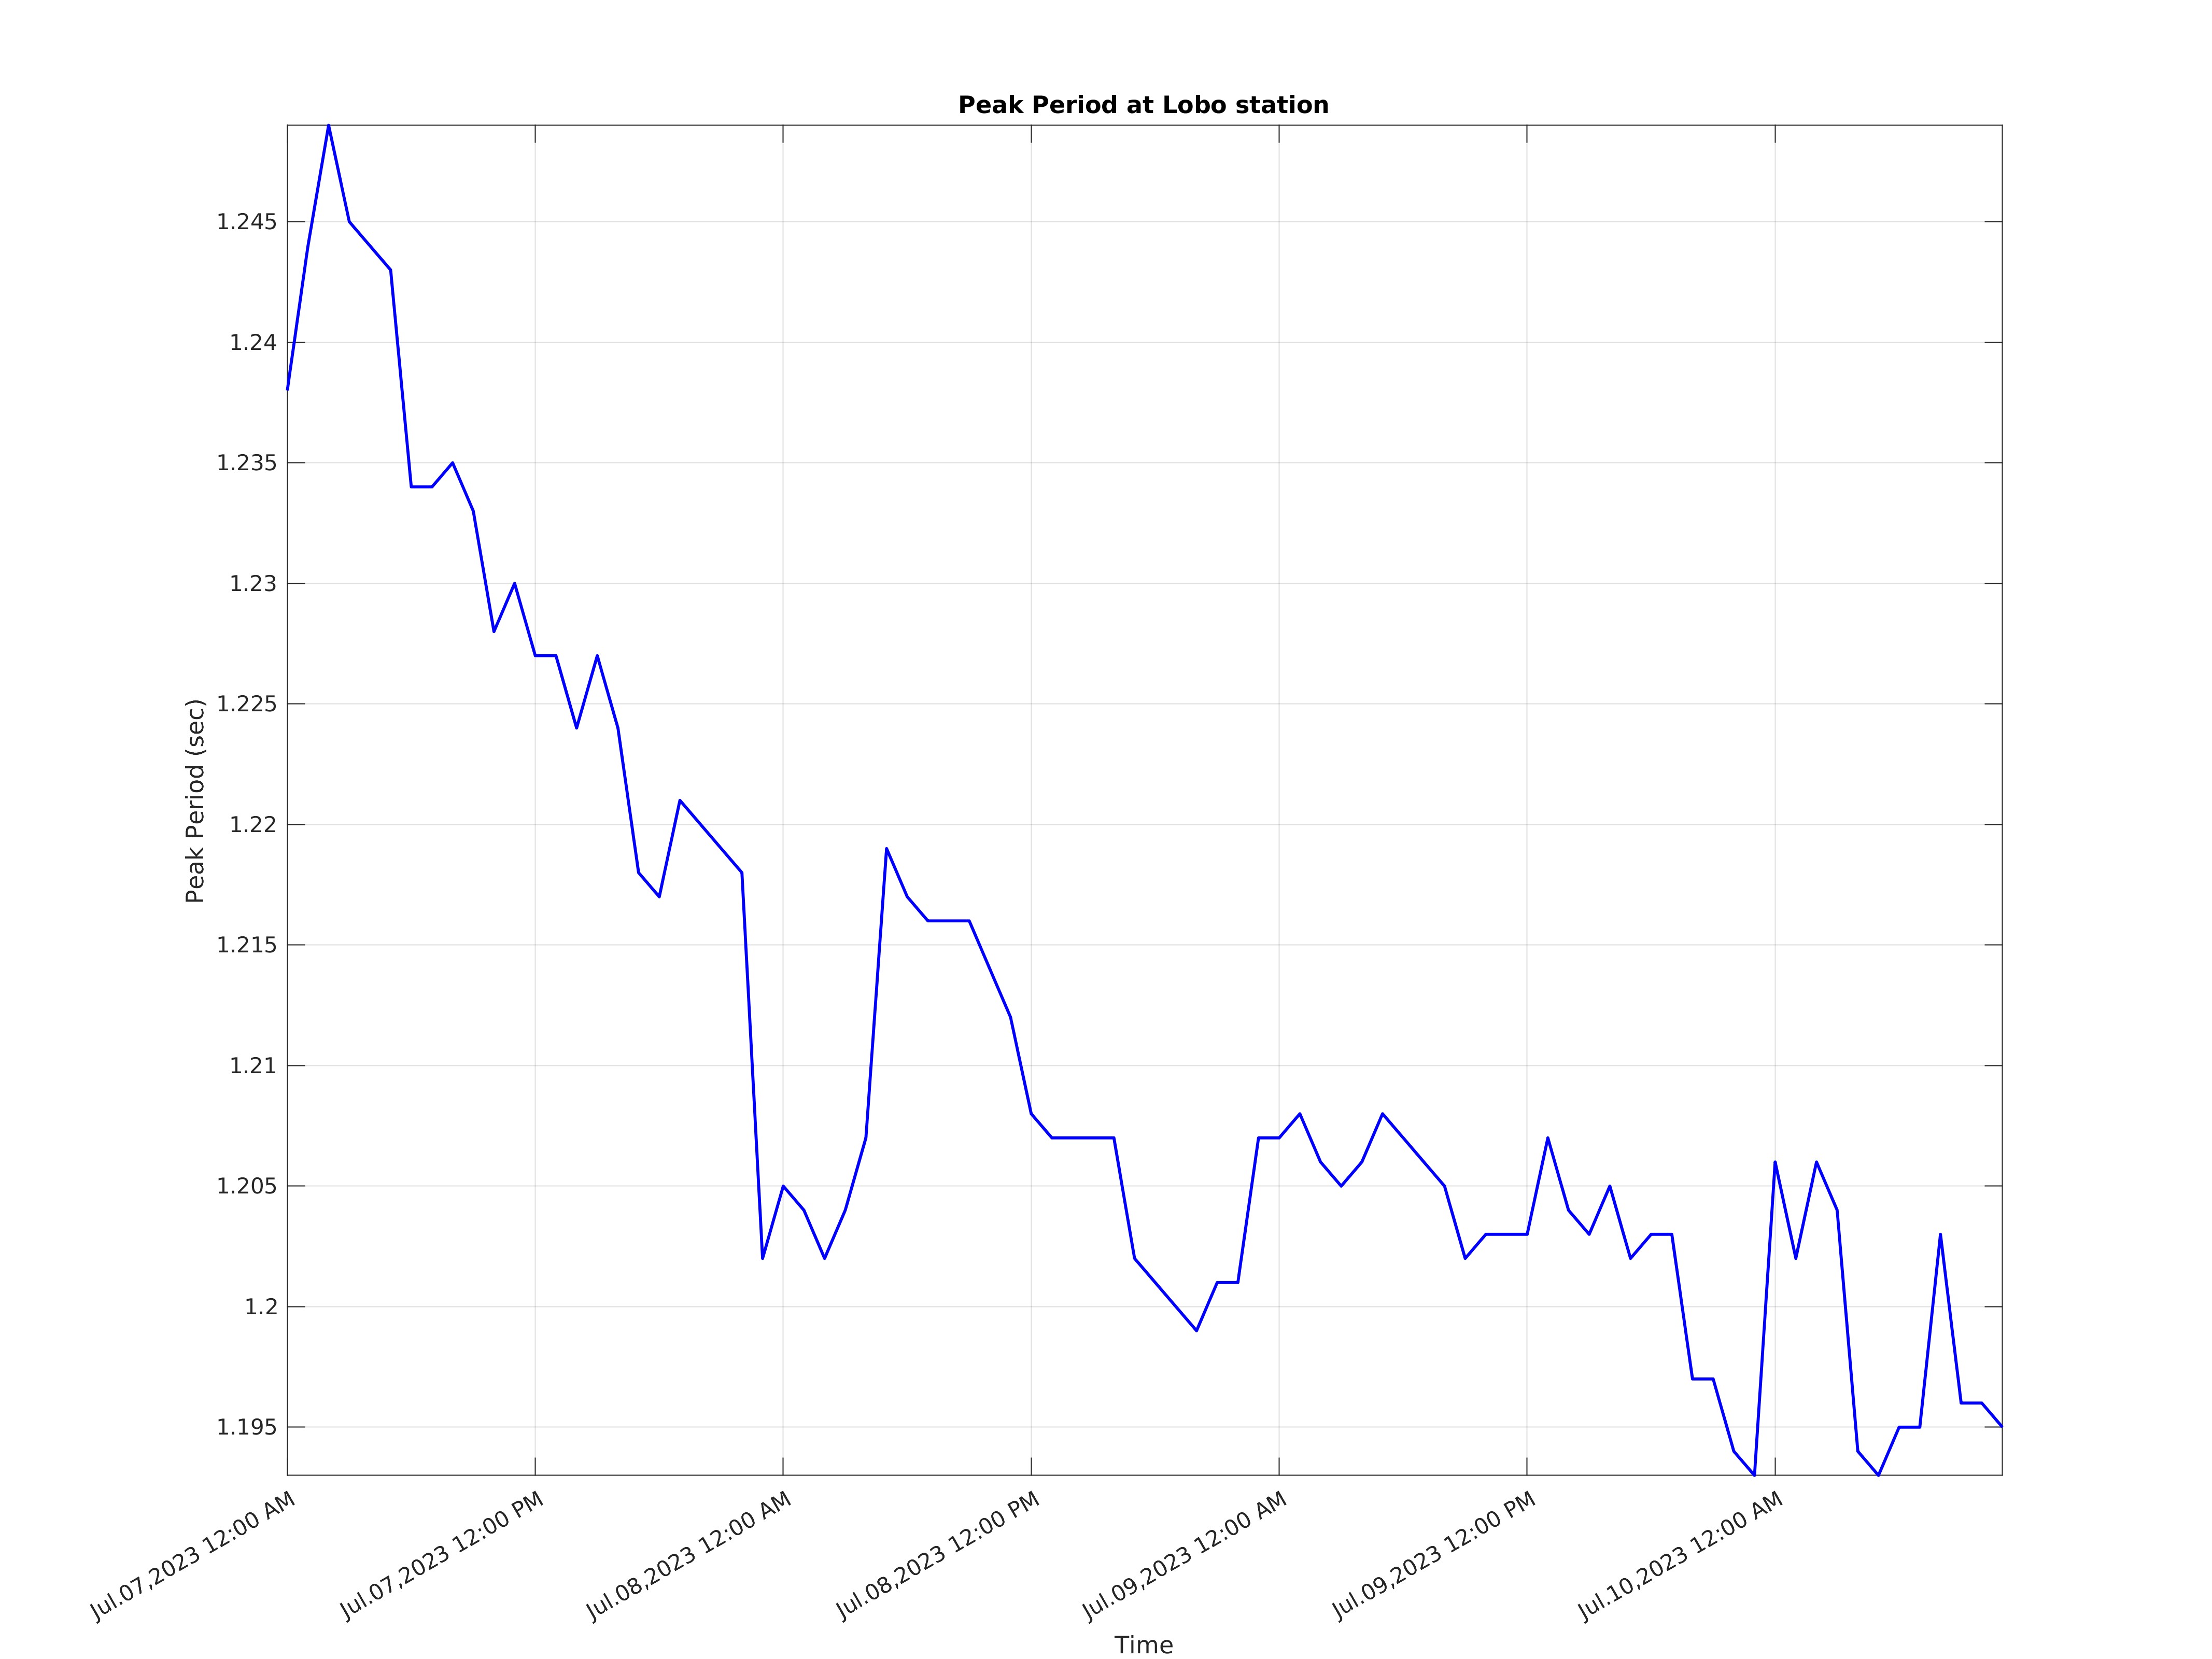 Peak Period at Lobo station
1.245
1.24
1.235
1.23
1.225
1.22
1.215
1.21
1.205
1.2
1.195
Peak Period (sec)
Jul.07,2023 12:00 AM
Jul.07,2023 12:00 PM
Jul.08,2023 12:00 AM
Jul.08,2023 12:00 PM
Jul.09,2023 12:00 AM
Jul.09,2023 12:00 PM
Jul.10,2023 12:00 AM
Time